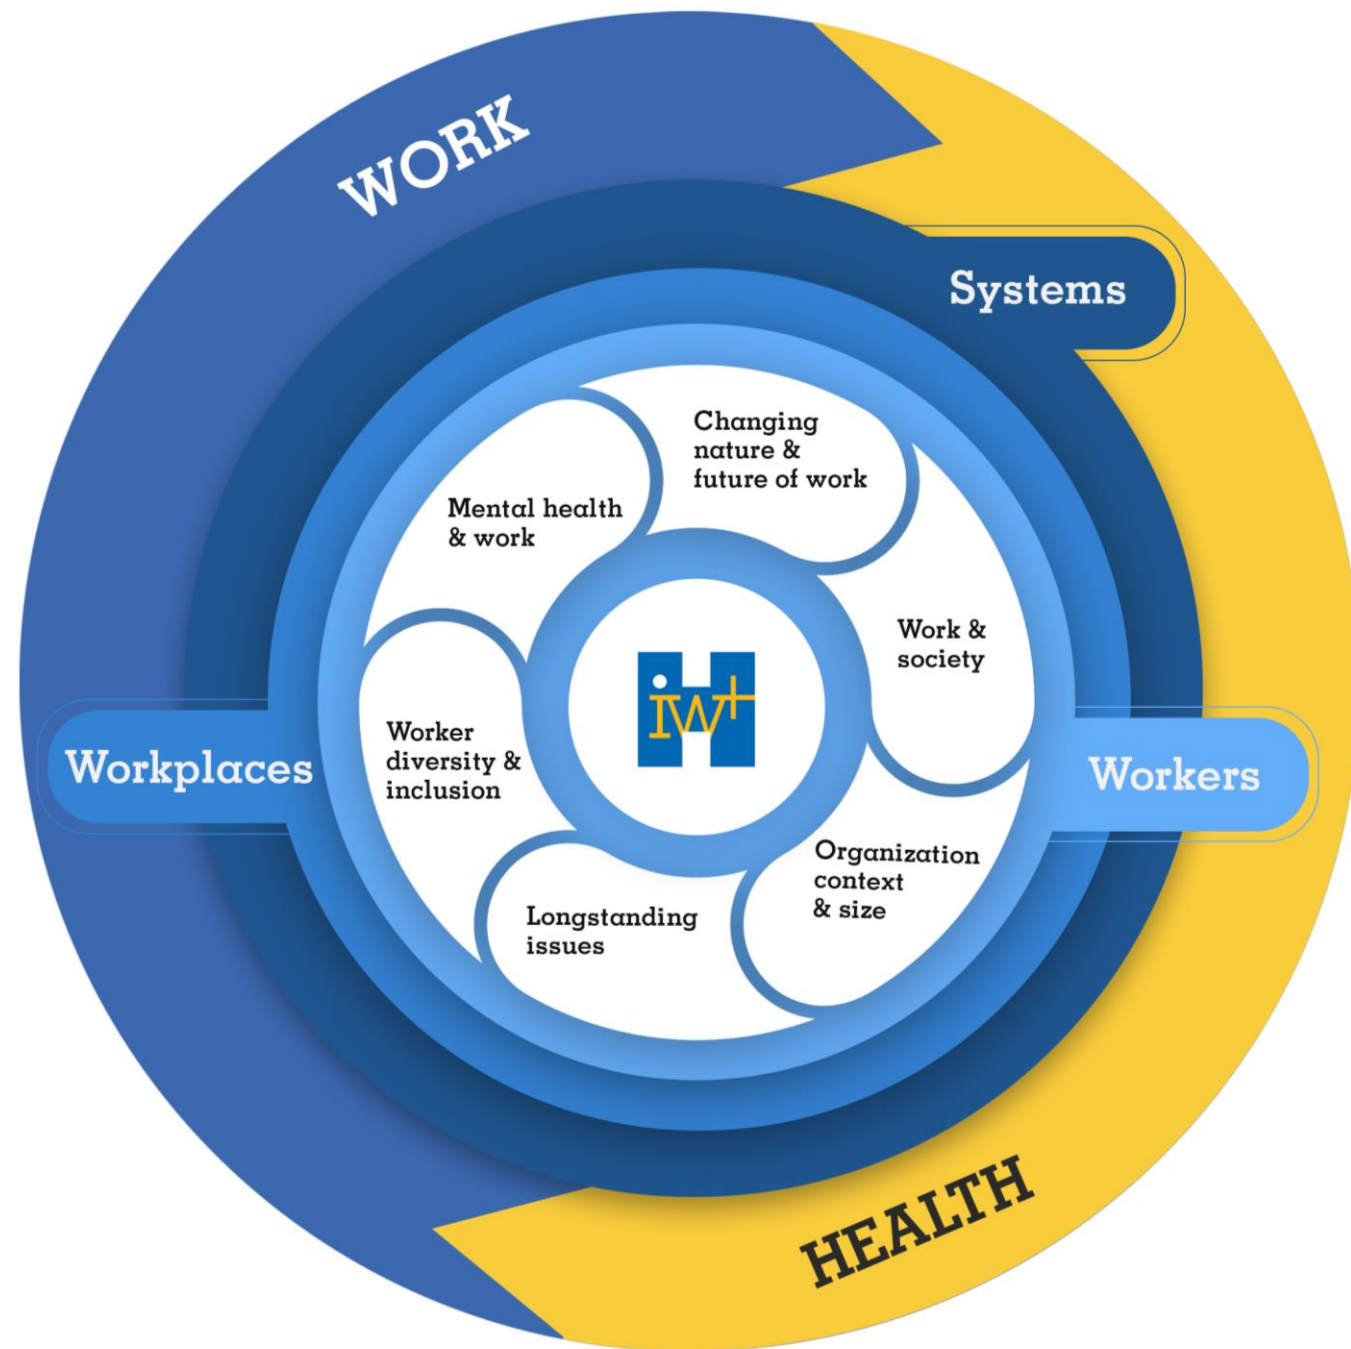 WORK
Systems
Changing
nature &
future of work
Mental health
& work
Work &
society
iwH+
Worker
diversity &
inclusion
Workplaces
Workers
Organization
context
& size
Longstanding
issues
HEALTH